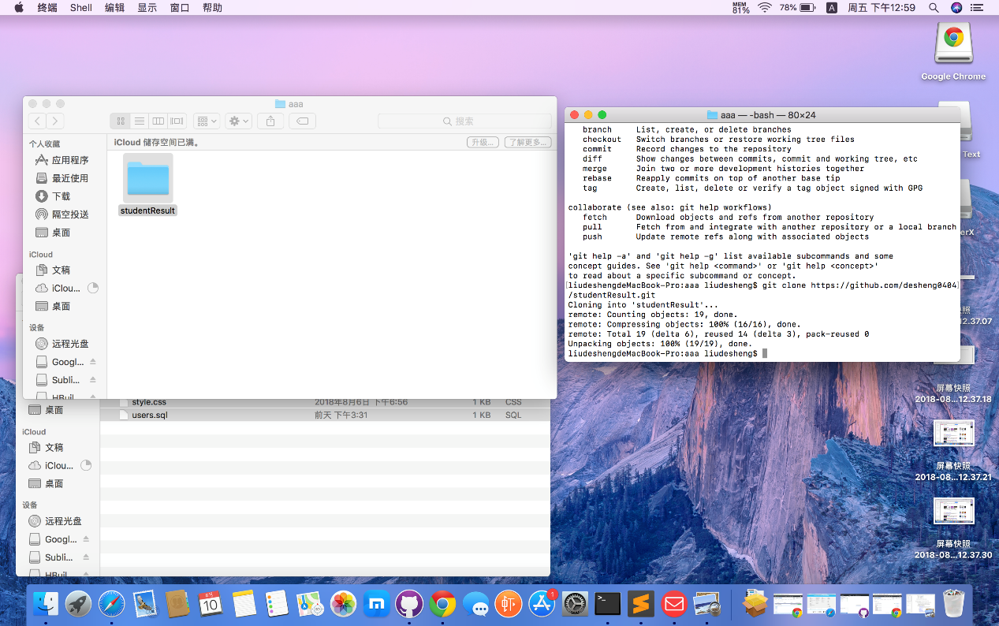 终端 Shell 编辑 显示 窗口 帮助
MEM 81% 78% A 周五 下午12:59
Google Chrome
Text
erX
照
12.37.07
屏幕快照
2018-08...12.37.18
屏幕快照
2018-08...12.37.21
屏幕快照
2018-08...12.37.30
aaa
搜索
iCloud 储存空间已满。 升级... 了解更多...
个人收藏
应用程序
最近使用
下载
隔空投送
桌面
iCloud
文稿
iClou...
桌面
设备
远程光盘
Googl...
Subli...
HBuil
studentResult
style.css 2018年8月6日 下午6:56 1 KB CSS
users.sql 前天 下午3:31 1 KB SQL
桌面
iCloud
文稿
iClou...
桌面
设备
远程光盘
Googl...
Subli...
HBuil
aaa — -bash — 80×24
branch List, create, or delete branches
checkout Switch branches or restore working tree files
commit Record changes to the repository
diff Show changes between commits, commit and working tree, etc
merge Join two or more development histories together
rebase Reapply commits on top of another base tip
tag Create, list, delete or verify a tag object signed with GPG
collaborate (see also: git help workflows)
fetch Download objects and refs from another repository
pull Fetch from and integrate with another repository or a local branch
push Update remote refs along with associated objects
'git help -a' and 'git help -g' list available subcommands and some
concept guides. See 'git help <command>' or 'git help <concept>'
to read about a specific subcommand or concept.
[liudeshengdeMacBook-Pro:aaa liudesheng$ git clone https://github.com/desheng0404]
/studentResult.git
Cloning into 'studentResult'...
remote: Counting objects: 19, done.
remote: Compressing objects: 100% (16/16), done.
remote: Total 19 (delta 6), reused 14 (delta 3), pack-reused 0
Unpacking objects: 100% (19/19), done.
liudeshengdeMacBook-Pro:aaa liudesheng$
10
1